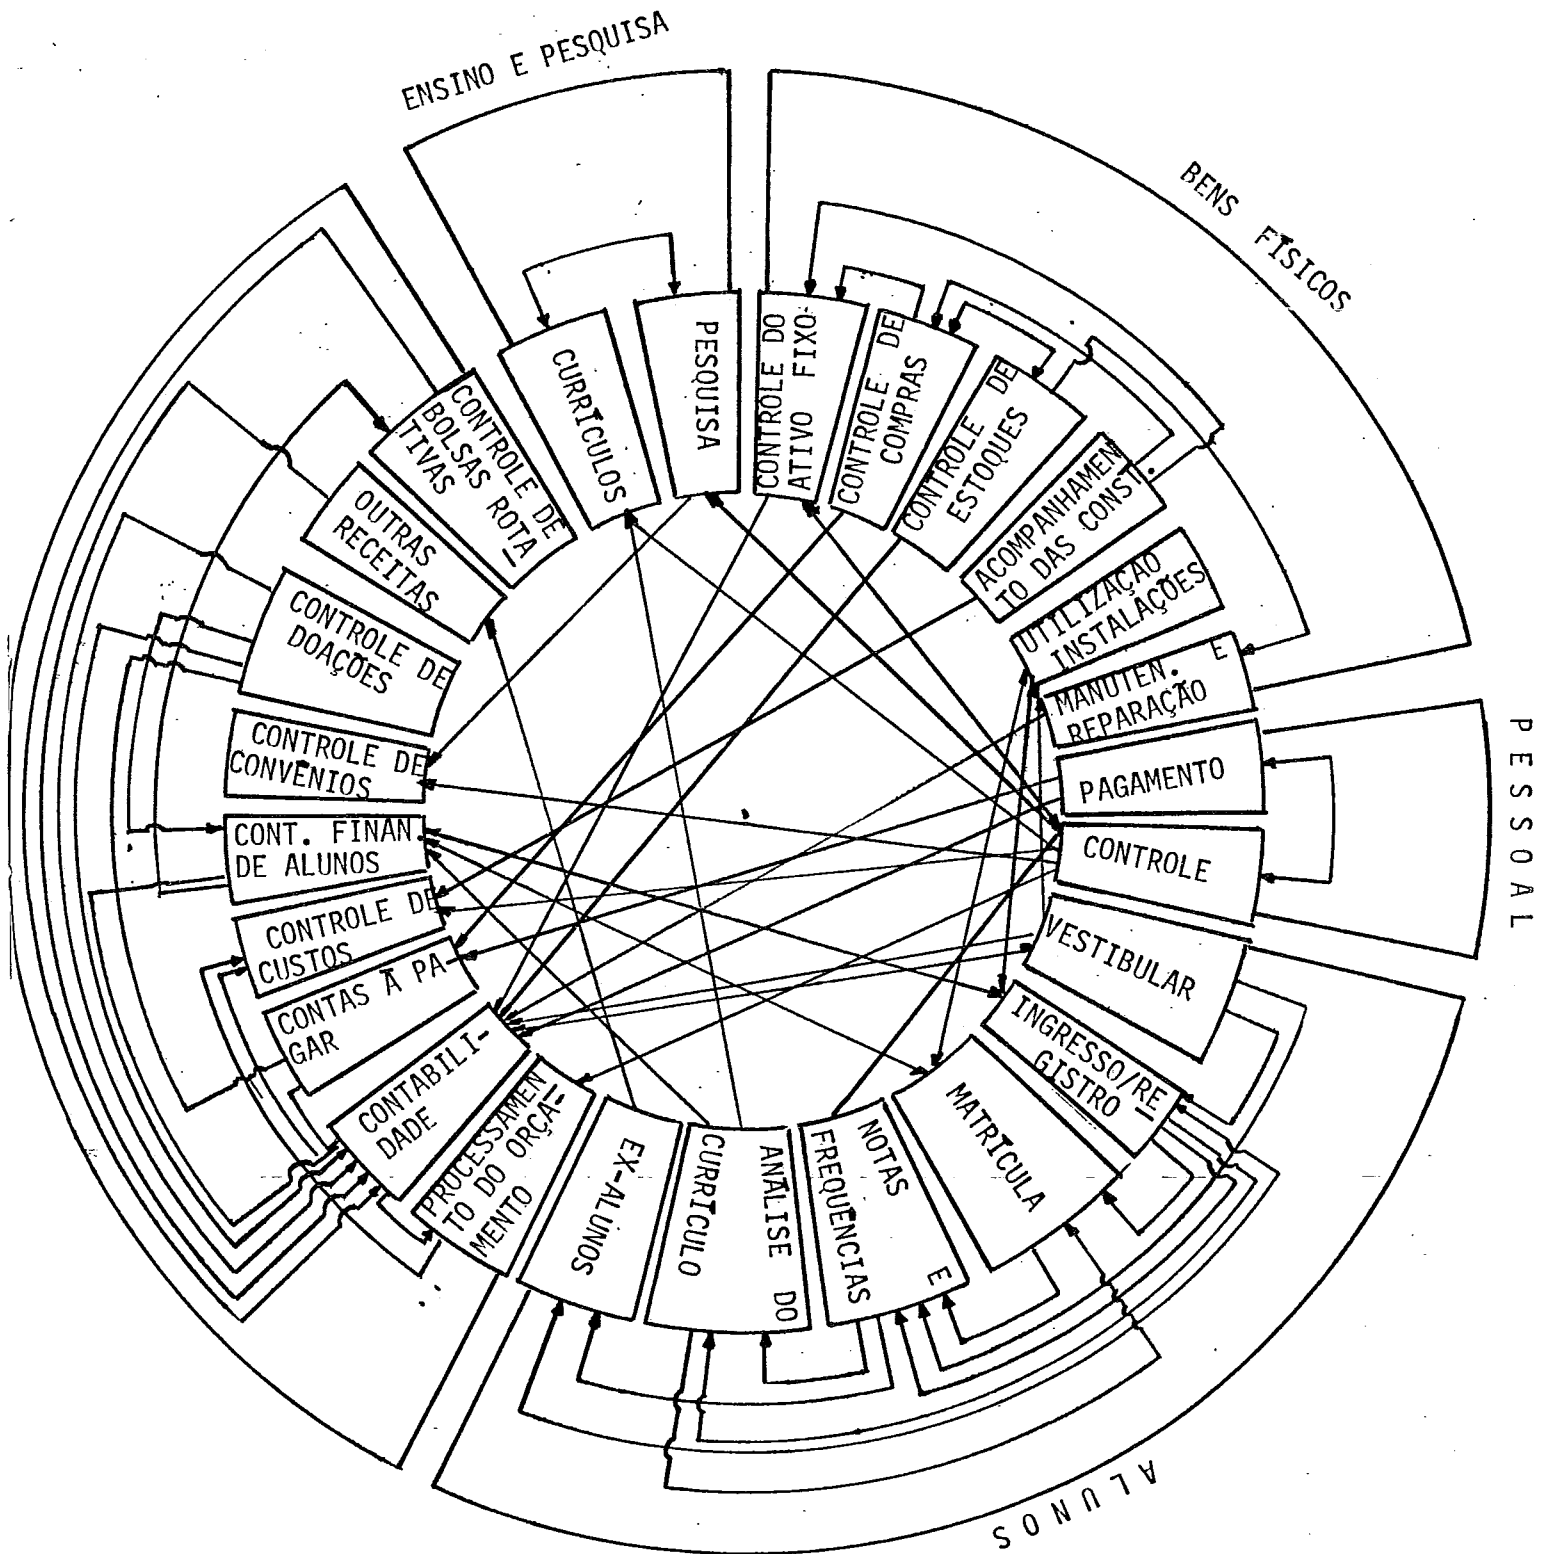 ENSINO E PESQUISA
BENS FÍSICOS
PESSOAL
ALUNOS
PESQUISA
CONTROLE DO
ATIVO FIXO
CONTROLE DE
COMPRAS
CONTROLE DE
ESTOQUES
ACOMPANHAMEN
TO DAS CONST.
UTILIZAÇÃO
INSTALAÇÕES
MANUTEN. E
REPARAÇÃO
PAGAMENTO
CONTROLE
VESTIBULAR
INGRESSO/RE
GISTRO
MATRÍCULA
NOTAS E
FREQUÊNCIAS
ANÁLISE DO
CURRÍCULO
EX-ALUNOS
PROCESSAMEN
TO DO ORÇA-
MENTO
CONTABILI-
DADE
CONTAS À PA-
GAR
CONTROLE DE
CUSTOS
CONT. FINAN.
DE ALUNOS
CONTROLE DE
CONVÊNIOS
CONTROLE DE
DOAÇÕES
OUTRAS
RECEITAS
CONTROLE DE
BOLSAS ROTA
TIVAS
CURRÍCULOS